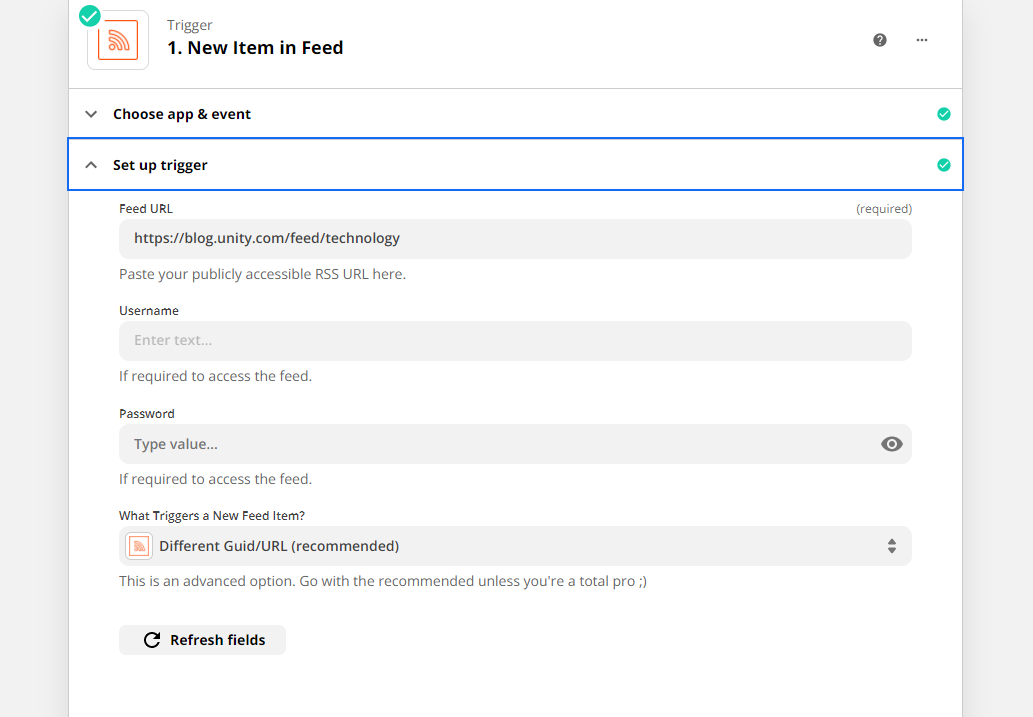 Trigger
1. New Item in Feed
Choose app & event
Set up trigger
Feed URL
(required)
https://blog.unity.com/feed/technology
Paste your publicly accessible RSS URL here.
Username
Enter text...
If required to access the feed.
Password
Type value...
If required to access the feed.
What Triggers a New Feed Item?
Different Guid/URL (recommended)
This is an advanced option. Go with the recommended unless you're a total pro ;)
Refresh fields